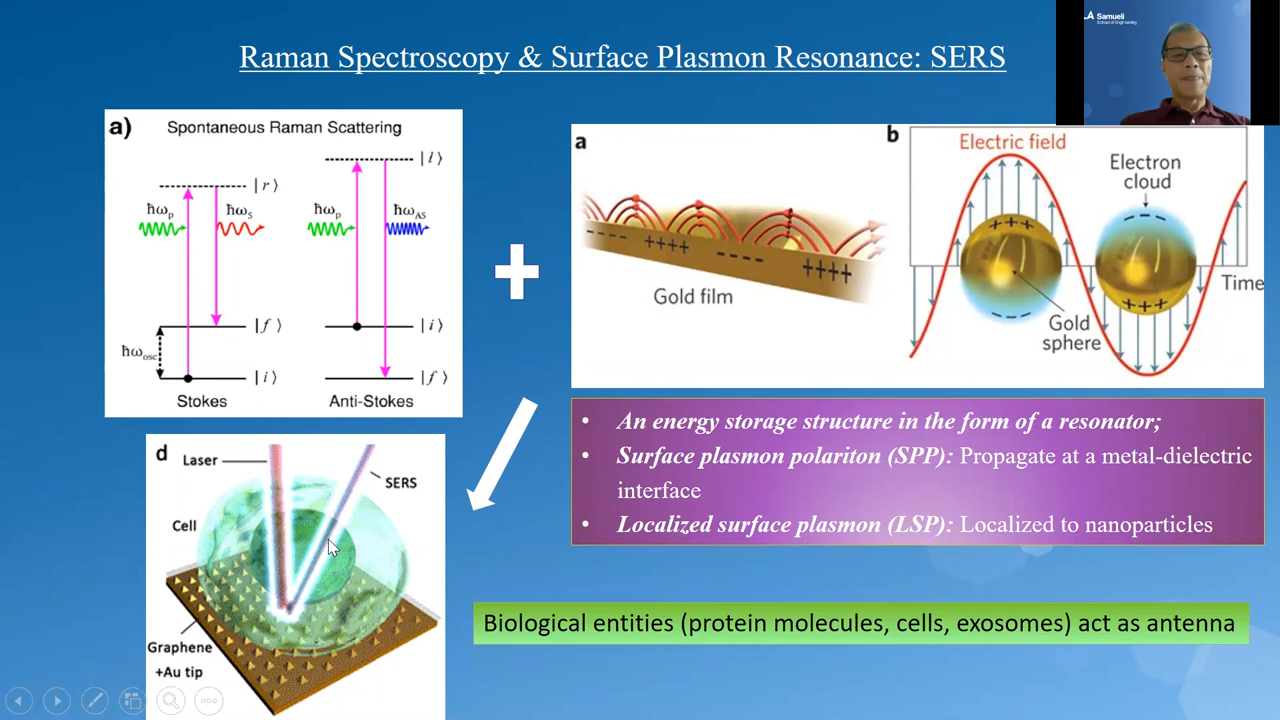 A Samueli
School of Engineering
Raman Spectroscopy & Surface Plasmon Resonance: SERS
a)
Spontaneous Raman Scattering
|r⟩
|l⟩
ħωp
ħωS
ħωp
ħωAS
|f⟩
|i⟩
ħωosc
|i⟩
|f⟩
Stokes
Anti-Stokes
a
Gold film
b
Electric field
Electron
cloud
Time
Gold
sphere
• An energy storage structure in the form of a resonator;
• Surface plasmon polariton (SPP): Propagate at a metal-dielectric
interface
• Localized surface plasmon (LSP): Localized to nanoparticles
d
Laser
SERS
Cell
Graphene
+Au tip
Biological entities (protein molecules, cells, exosomes) act as antenna